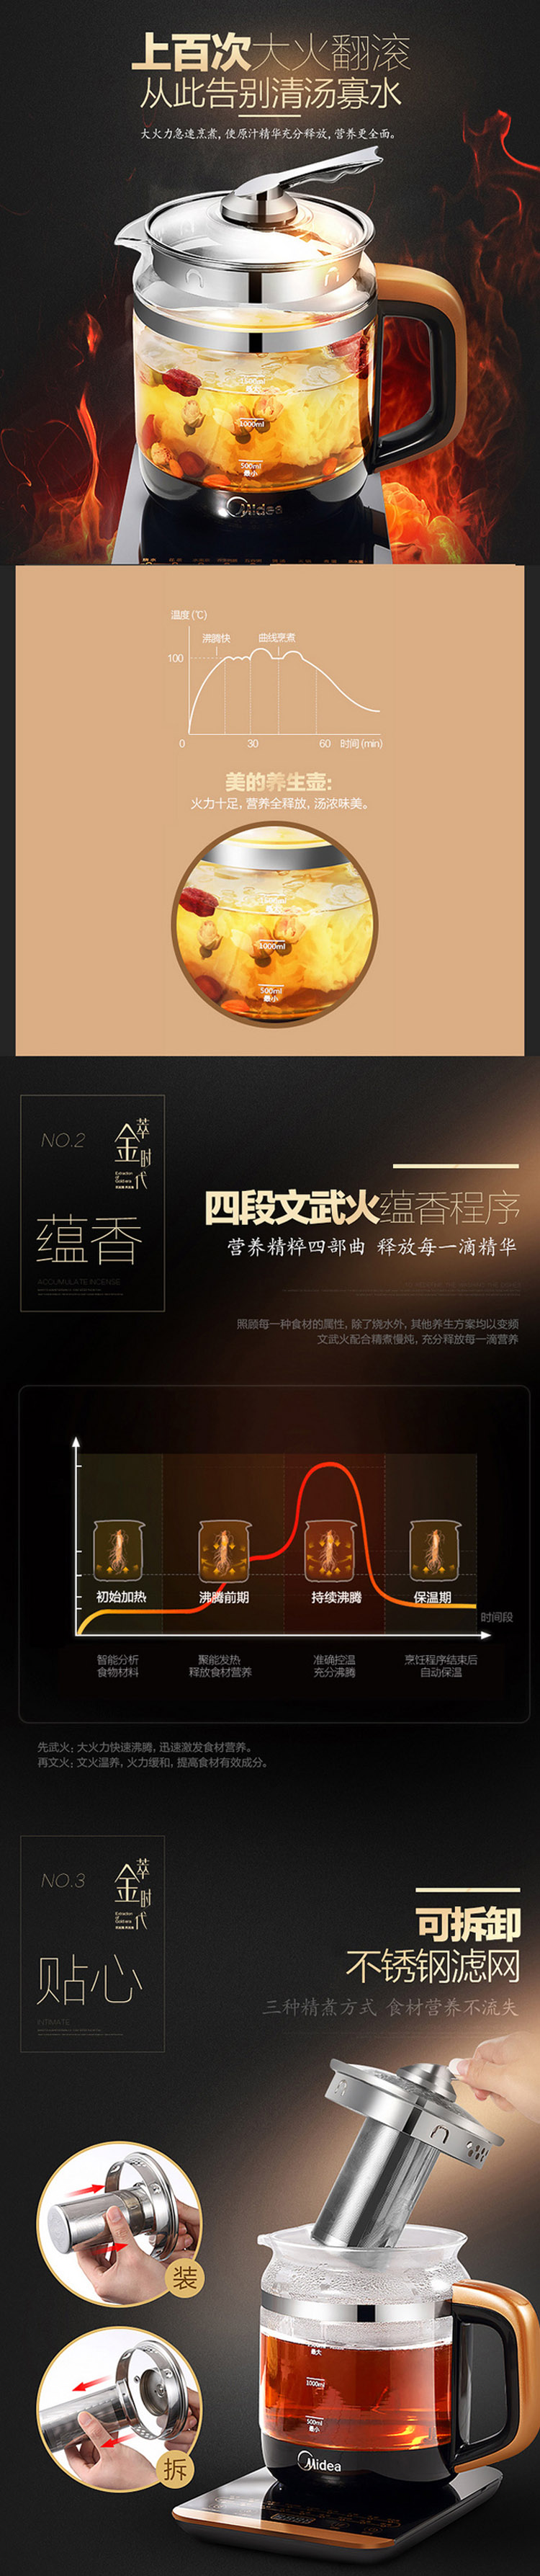 上百次大火翻滚
从此告别清汤寡水
大火力急速烹煮，使原汁精华充分释放，营养更全面。
最大
1000ml
500ml
最小
Midea
温度(℃)
沸腾快
曲线烹煮
100
0
30
60
时间(min)
美的养生壶：
火力十足，营养全释放，汤浓味美。
1000ml
500ml
最小
NO.2
金萃时代
蕴香
ACCUMULATE INCENSE
四段文武火蕴香程序
营养精粹四部曲 释放每一滴精华
照顾每一种食材的属性，除了烧水外，其他养生方案均以变频
文武火配合精煮慢炖，充分释放每一滴营养
初始加热
沸腾前期
持续沸腾
保温期
时间段
智能分析
食物材料
聚能发热
释放食材营养
准确控温
充分沸腾
烹饪程序结束后
自动保温
先武火：大火力快速沸腾，迅速激发食材营养。
再文火：文火温养，火力缓和，提高食材有效成分。
NO.3
金萃时代
贴心
INTIMATE
可拆卸
不锈钢滤网
三种精煮方式 食材营养不流失
装
拆
最大
1000ml
500ml
最小
Midea